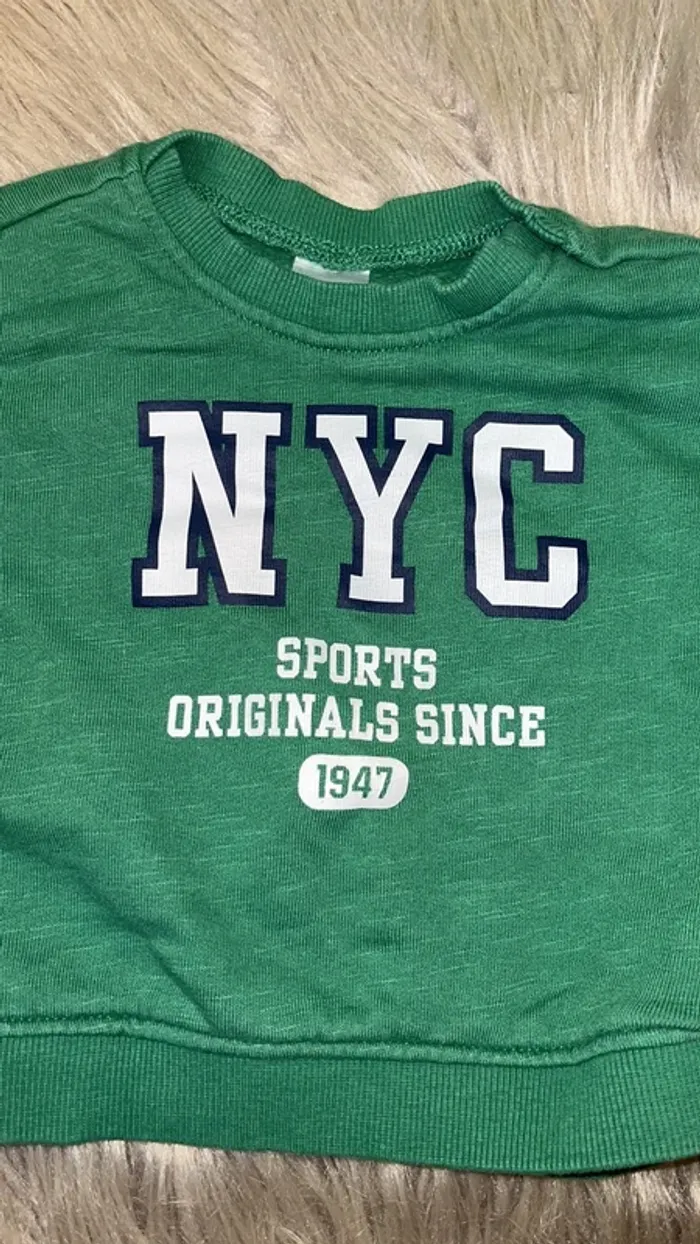 NYC
SPORTS
ORIGINALS SINCE
1947